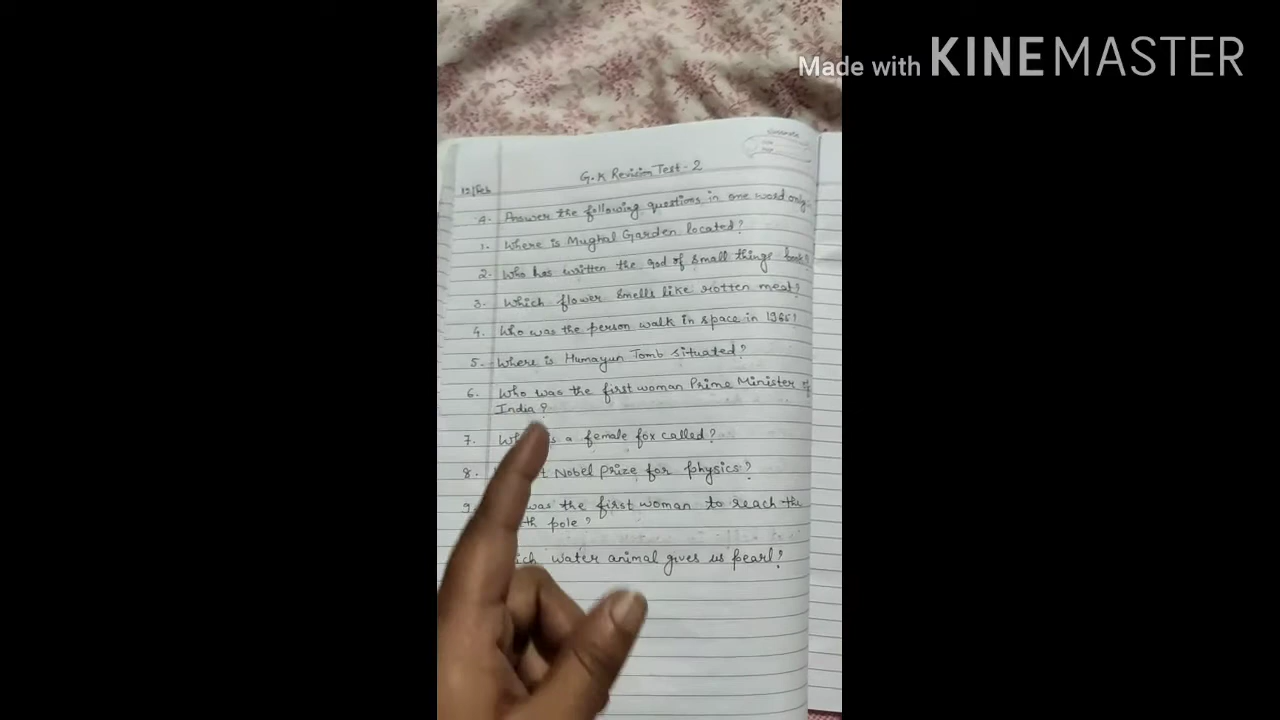 Made with KINEMASTER
classmate
Date
Page
G.K Revision Test - 2
12/Feb
A. Answer the following questions in one word only.
1. Where is Mughal Garden located?
2. Who has written the god of small things book?
3. Which flower smells like rotten meat?
4. Who was the person walk in space in 1965?
5. Where is Humayun Tomb situated?
6. Who was the first woman Prime Minister of
India?
7. is a female fox called?
8. Nobel Prize for physics?
9. was the first woman to reach the
pole?
water animal gives us pearl?